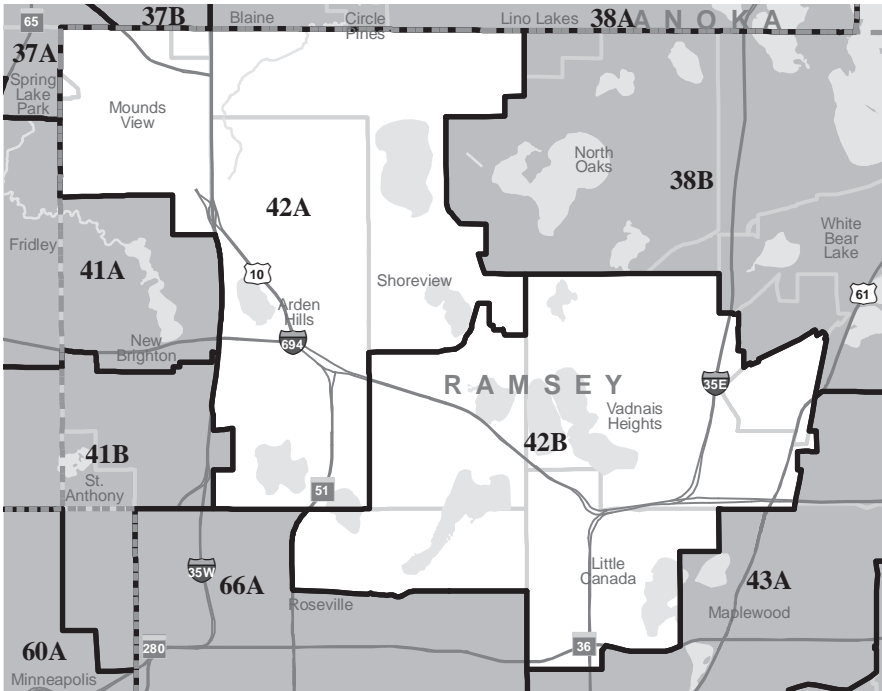 65
37B
Blaine
Circle
Pines
Lino Lakes
38A
ANOKA
37A
Spring
Lake
Park
Mounds
View
North
Oaks
38B
42A
White
Bear
Lake
Fridley
41A
10
Shoreview
61
Arden
Hills
New
Brighton
694
RAMSEY
35E
Vadnais
Heights
42B
41B
St.
Anthony
51
35W
66A
Little
Canada
43A
Roseville
Maplewood
60A
280
36
Minneapolis